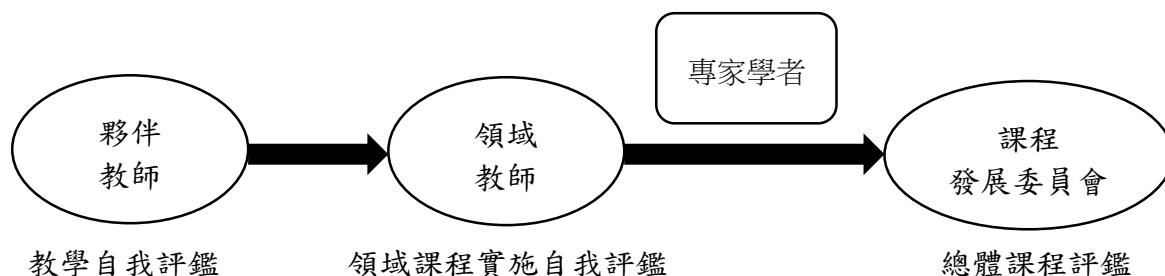 專家學者
夥伴
教師
領域
教師
課程
發展委員會
教學自我評鑑
領域課程實施自我評鑑
總體課程評鑑